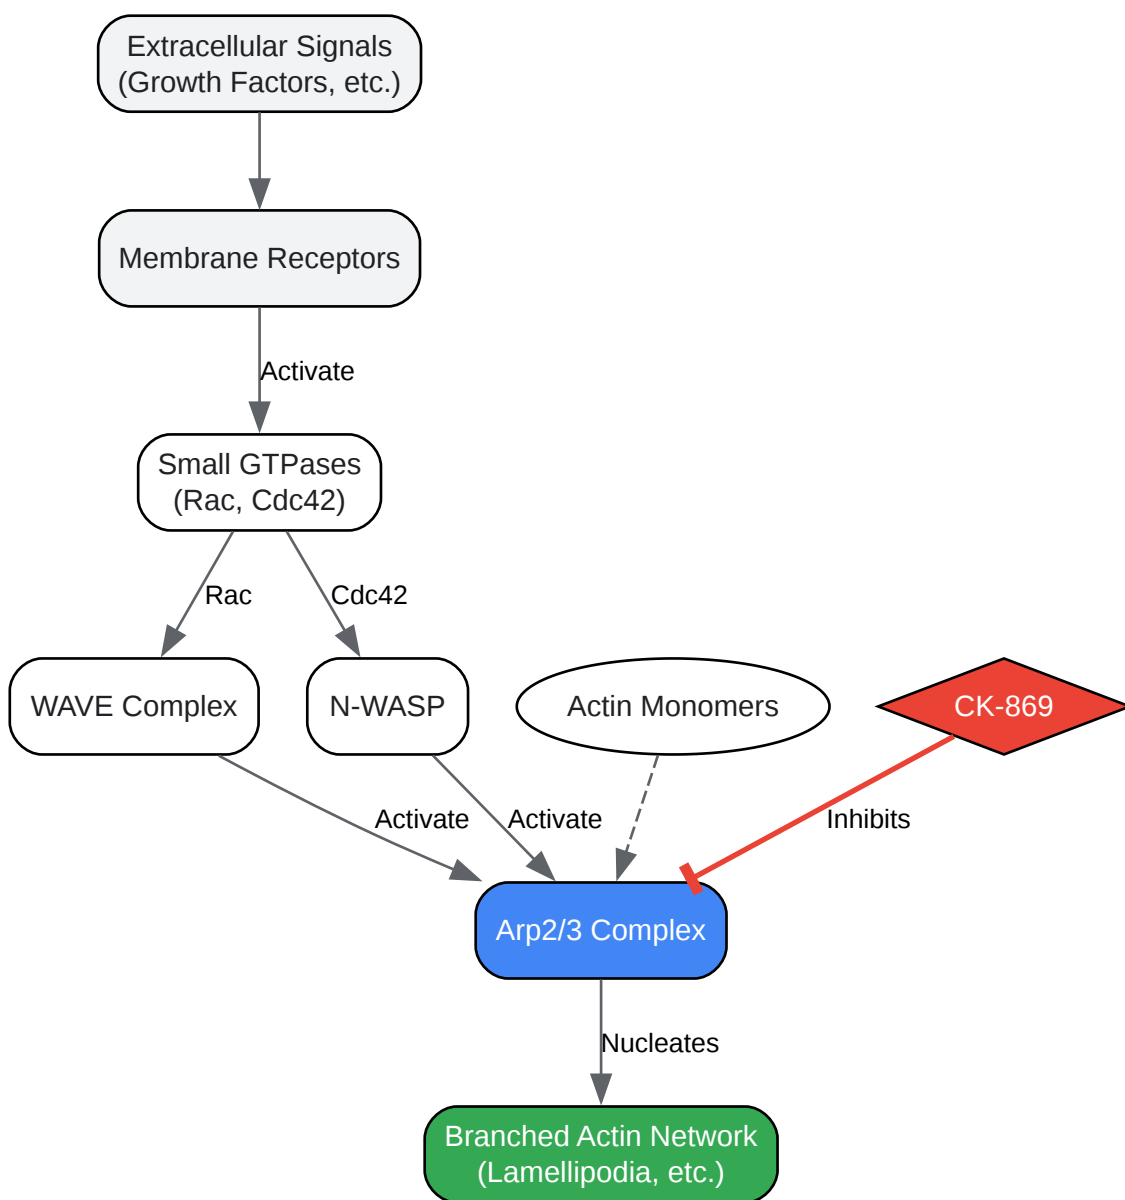 Extracellular Signals
(Growth Factors, etc.)
Membrane Receptors
Activate
Small GTPases
(Rac, Cdc42)
Rac
Cdc42
WAVE Complex
N-WASP
Actin Monomers
CK-869
Activate
Activate
Inhibits
Arp2/3 Complex
Nucleates
Branched Actin Network
(Lamellipodia, etc.)